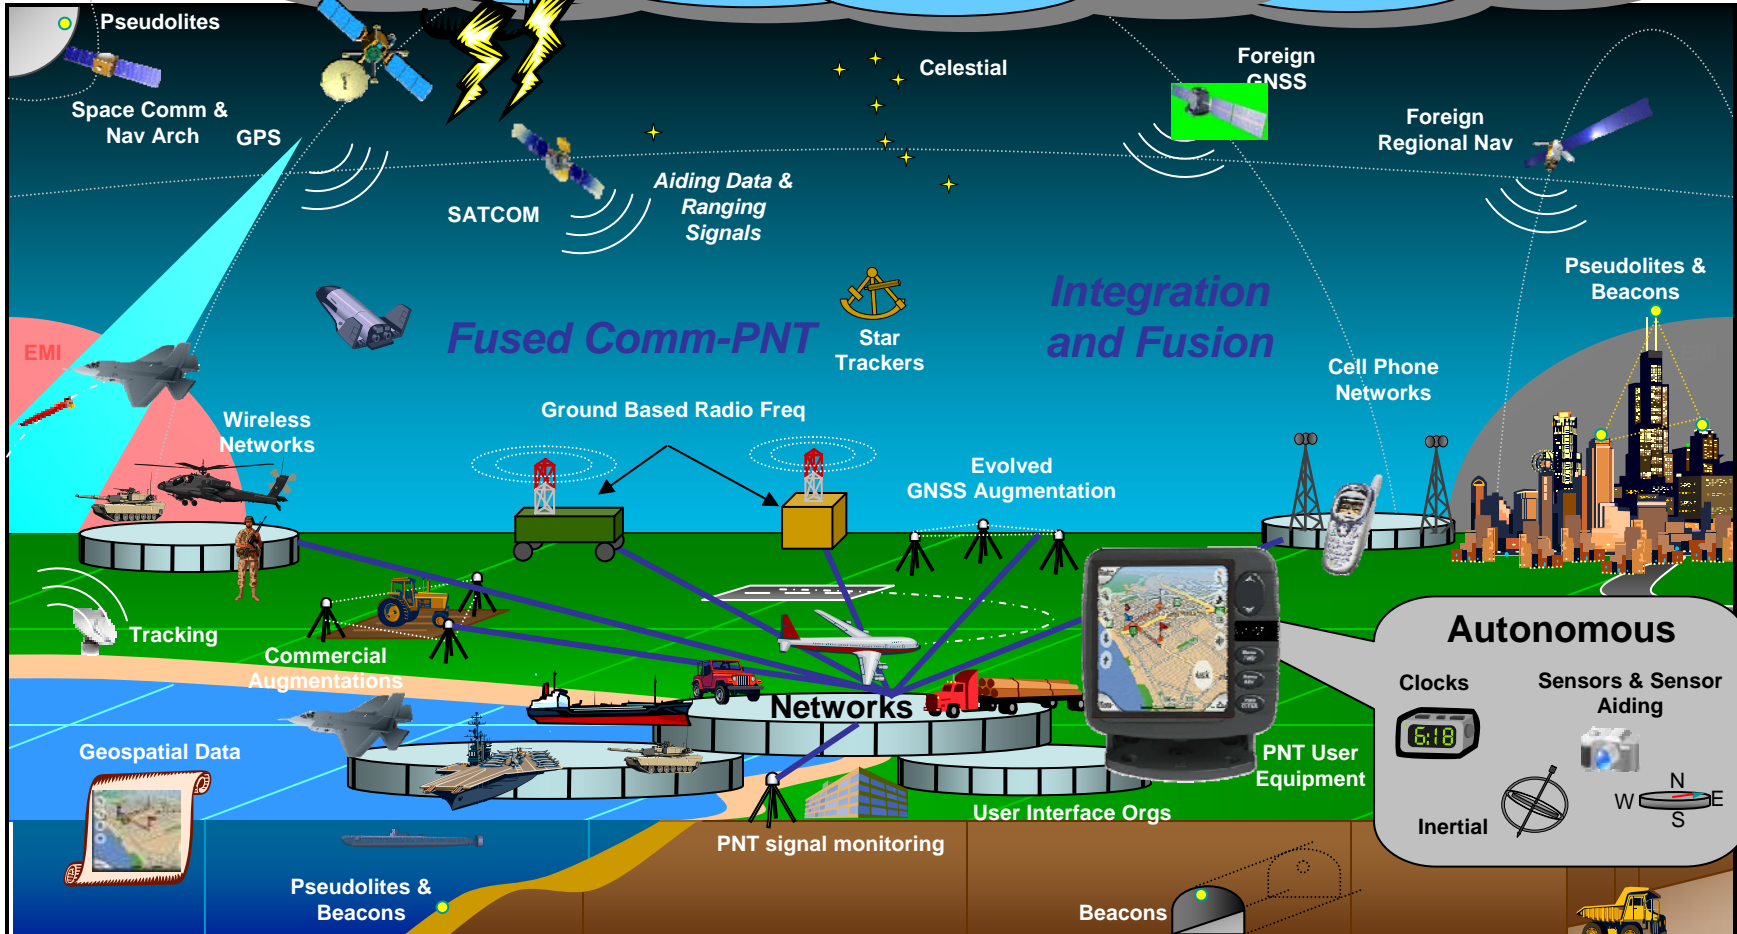 Pseudolites
Space Comm &
Nav Arch
GPS
SATCOM
Aiding Data &
Ranging
Signals
Celestial
Foreign
GNSS
Foreign
Regional Nav
Pseudolites &
Beacons
EMI
Fused Comm-PNT
Star
Trackers
Integration
and Fusion
Cell Phone
Networks
Wireless
Networks
Ground Based Radio Freq
Evolved
GNSS Augmentation
Tracking
Commercial
Augmentations
Networks
Geospatial Data
PNT User
Equipment
User Interface Orgs
PNT signal monitoring
Pseudolites &
Beacons
Beacons
Autonomous
Clocks
6:18
Sensors & Sensor
Aiding
Inertial
N
W
E
S